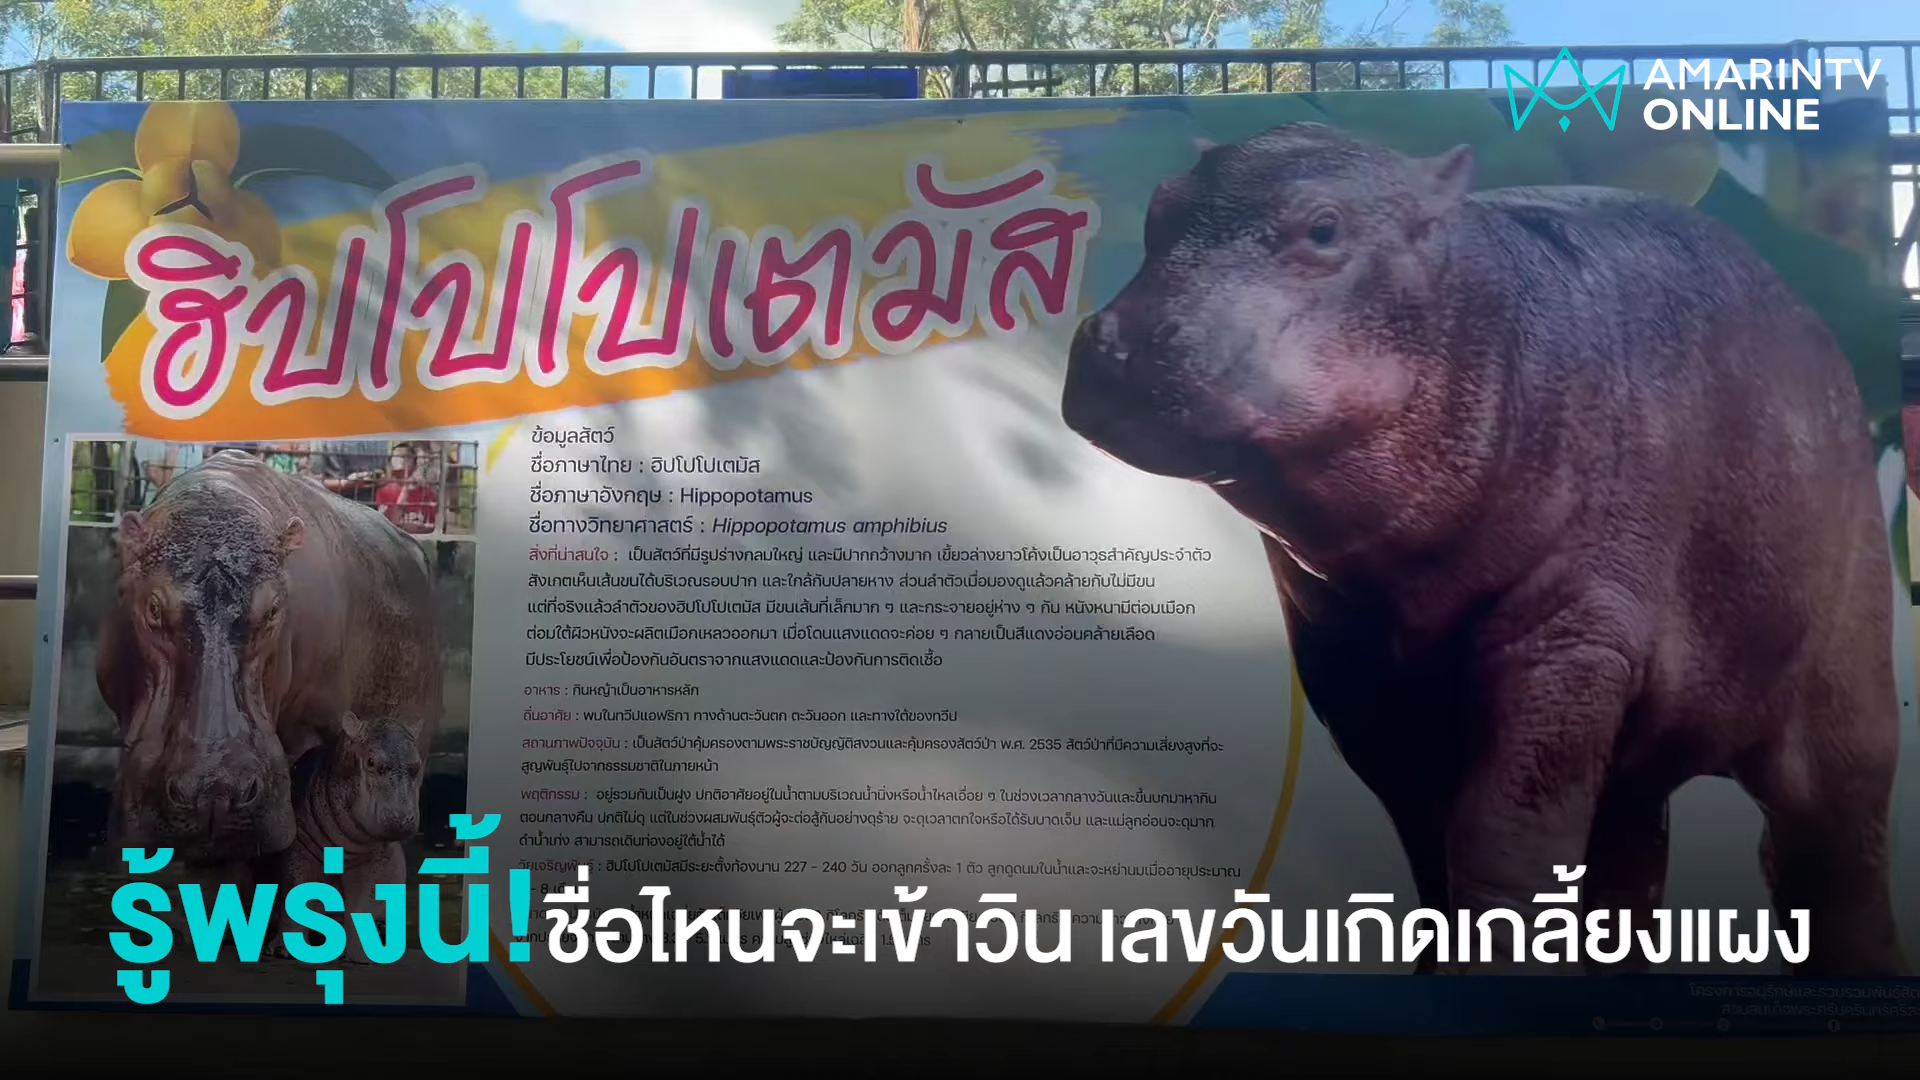 AMARINTV
ONLINE
ฮิปโปโปเตมัส
ข้อมูลสัตว์
ชื่อภาษาไทย : ฮิปโปโปเตมัส
ชื่อภาษาอังกฤษ : Hippopotamus
ชื่อทางวิทยาศาสตร์ : Hippopotamus amphibius
สิ่งที่น่าสนใจ : เป็นสัตว์ที่มีรูปร่างกลมใหญ่ และมีปากกว้างมาก เขี้ยวล่างยาวโค้งเป็นอาวุธสำคัญประจำตัว
สังเกตเห็นเส้นขนได้บริเวณรอบปาก และใกล้กับปลายหาง ส่วนลำตัวเมื่อมองดูแล้วคล้ายกับไม่มีขน
แต่ที่จริงแล้วลำตัวของฮิปโปโปเตมัส มีขนเส้นที่เล็กมาก ๆ และกระจายอยู่ห่าง ๆ กัน หนังหนามีต่อมเมือก
ต่อมใต้ผิวหนังจะผลิตเมือกเหลวออกมา เมื่อโดนแสงแดดจะค่อย ๆ กลายเป็นสีแดงอ่อนคล้ายเลือด
มีประโยชน์เพื่อป้องกันอันตราจากแสงแดดและป้องกันการติดเชื้อ
อาหาร : กินหญ้าเป็นอาหารหลัก
ถิ่นอาศัย : พบในทวีปแอฟริกา ทางด้านตะวันตก ตะวันออก และทางใต้ของทวีป
สถานภาพปัจจุบัน : เป็นสัตว์ป่าคุ้มครองตามพระราชบัญญัติสงวนและคุ้มครองสัตว์ป่า พ.ศ. 2535 สัตว์ป่าที่มีความเสี่ยงสูงที่จะ
สูญพันธุ์ไปจากธรรมชาติในภายหน้า
พฤติกรรม : อยู่รวมกันเป็นฝูง ปกติอาศัยอยู่ในน้ำตามบริเวณน้ำนิ่งหรือน้ำไหลเอื่อย ๆ ในช่วงเวลากลางวันและขึ้นบกมาหากิน
ตอนกลางคืน ปกติไม่ดุ แต่ในช่วงผสมพันธุ์ตัวผู้จะต่อสู้กันอย่างดุร้าย จะดุเวลาตกใจหรือได้รับบาดเจ็บ และแม่ลูกอ่อนจะดุมาก
ดำน้ำเก่ง สามารถเดินท่องอยู่ใต้น้ำได้
วัยเจริญพันธุ์ : ฮิปโปโปเตมัสมีระยะตั้งท้องนาน 227 - 240 วัน ออกลูกครั้งละ 1 ตัว ลูกดูดนมในน้ำและจะหย่านมเมื่ออายุประมาณ
รู้พรุ่งนี้! ชื่อไหนจะเข้าวิน เลขวันเกิดเกลี้ยงแผง
โครงการอนุรักษ์และรวบรวมพันธุ์สัต